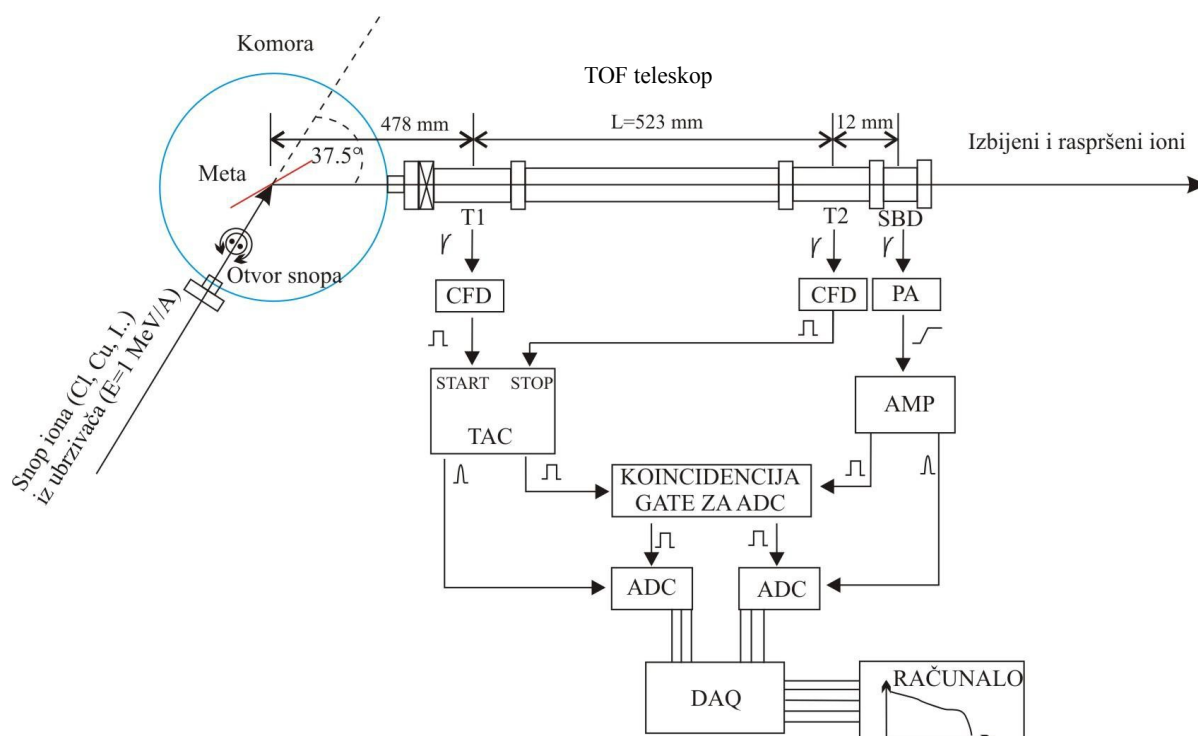 Komora
TOF teleskop
478 mm
L=523 mm
12 mm
Izbijeni i raspršeni ioni
37.5°
Meta
T1
T2
SBD
Otvor snopa
CFD
CFD
PA
Snop iona (Cl, Cu, I..)
iz ubrzivača (E=1 MeV/A)
START
STOP
TAC
AMP
KOINCIDENCIJA
GATE ZA ADC
ADC
ADC
DAQ
RAČUNALO